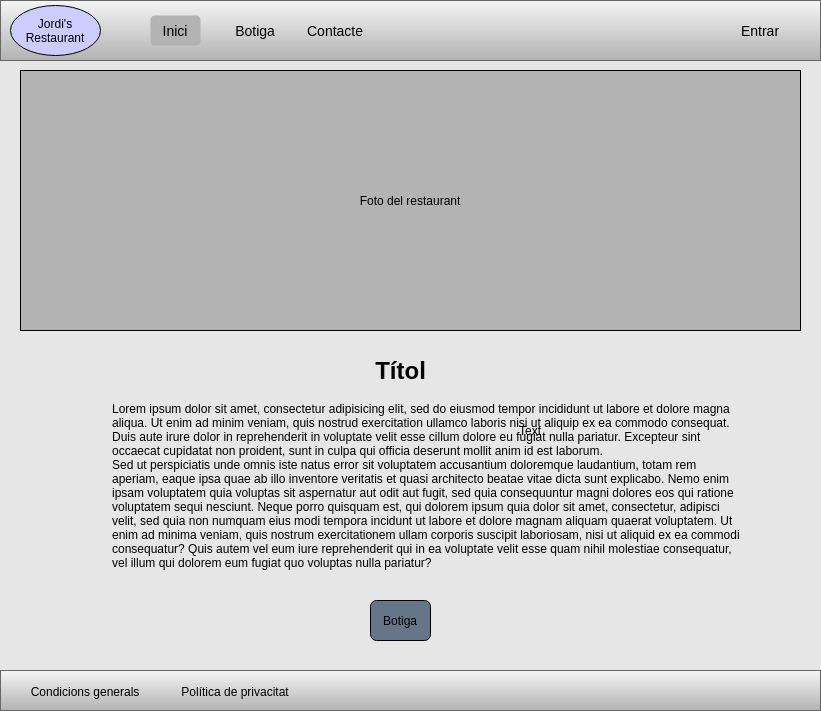 Jordi's
Restaurant
Inici
Botiga
Contacte
Entrar
Foto del restaurant
Títol
Lorem ipsum dolor sit amet, consectetur adipisicing elit, sed do eiusmod tempor incididunt ut labore et dolore magna
aliqua. Ut enim ad minim veniam, quis nostrud exercitation ullamco laboris nisi ut aliquip ex ea commodo consequat.
Text
Duis aute irure dolor in reprehenderit in voluptate velit esse cillum dolore eu fugiat nulla pariatur. Excepteur sint
occaecat cupidatat non proident, sunt in culpa qui officia deserunt mollit anim id est laborum.
Sed ut perspiciatis unde omnis iste natus error sit voluptatem accusantium doloremque laudantium, totam rem
aperiam, eaque ipsa quae ab illo inventore veritatis et quasi architecto beatae vitae dicta sunt explicabo. Nemo enim
ipsam voluptatem quia voluptas sit aspernatur aut odit aut fugit, sed quia consequuntur magni dolores eos qui ratione
voluptatem sequi nesciunt. Neque porro quisquam est, qui dolorem ipsum quia dolor sit amet, consectetur, adipisci
velit, sed quia non numquam eius modi tempora incidunt ut labore et dolore magnam aliquam quaerat voluptatem. Ut
enim ad minima veniam, quis nostrum exercitationem ullam corporis suscipit laboriosam, nisi ut aliquid ex ea commodi
consequatur? Quis autem vel eum iure reprehenderit qui in ea voluptate velit esse quam nihil molestiae consequatur,
vel illum qui dolorem eum fugiat quo voluptas nulla pariatur?
Botiga
Condicions generals
Política de privacitat